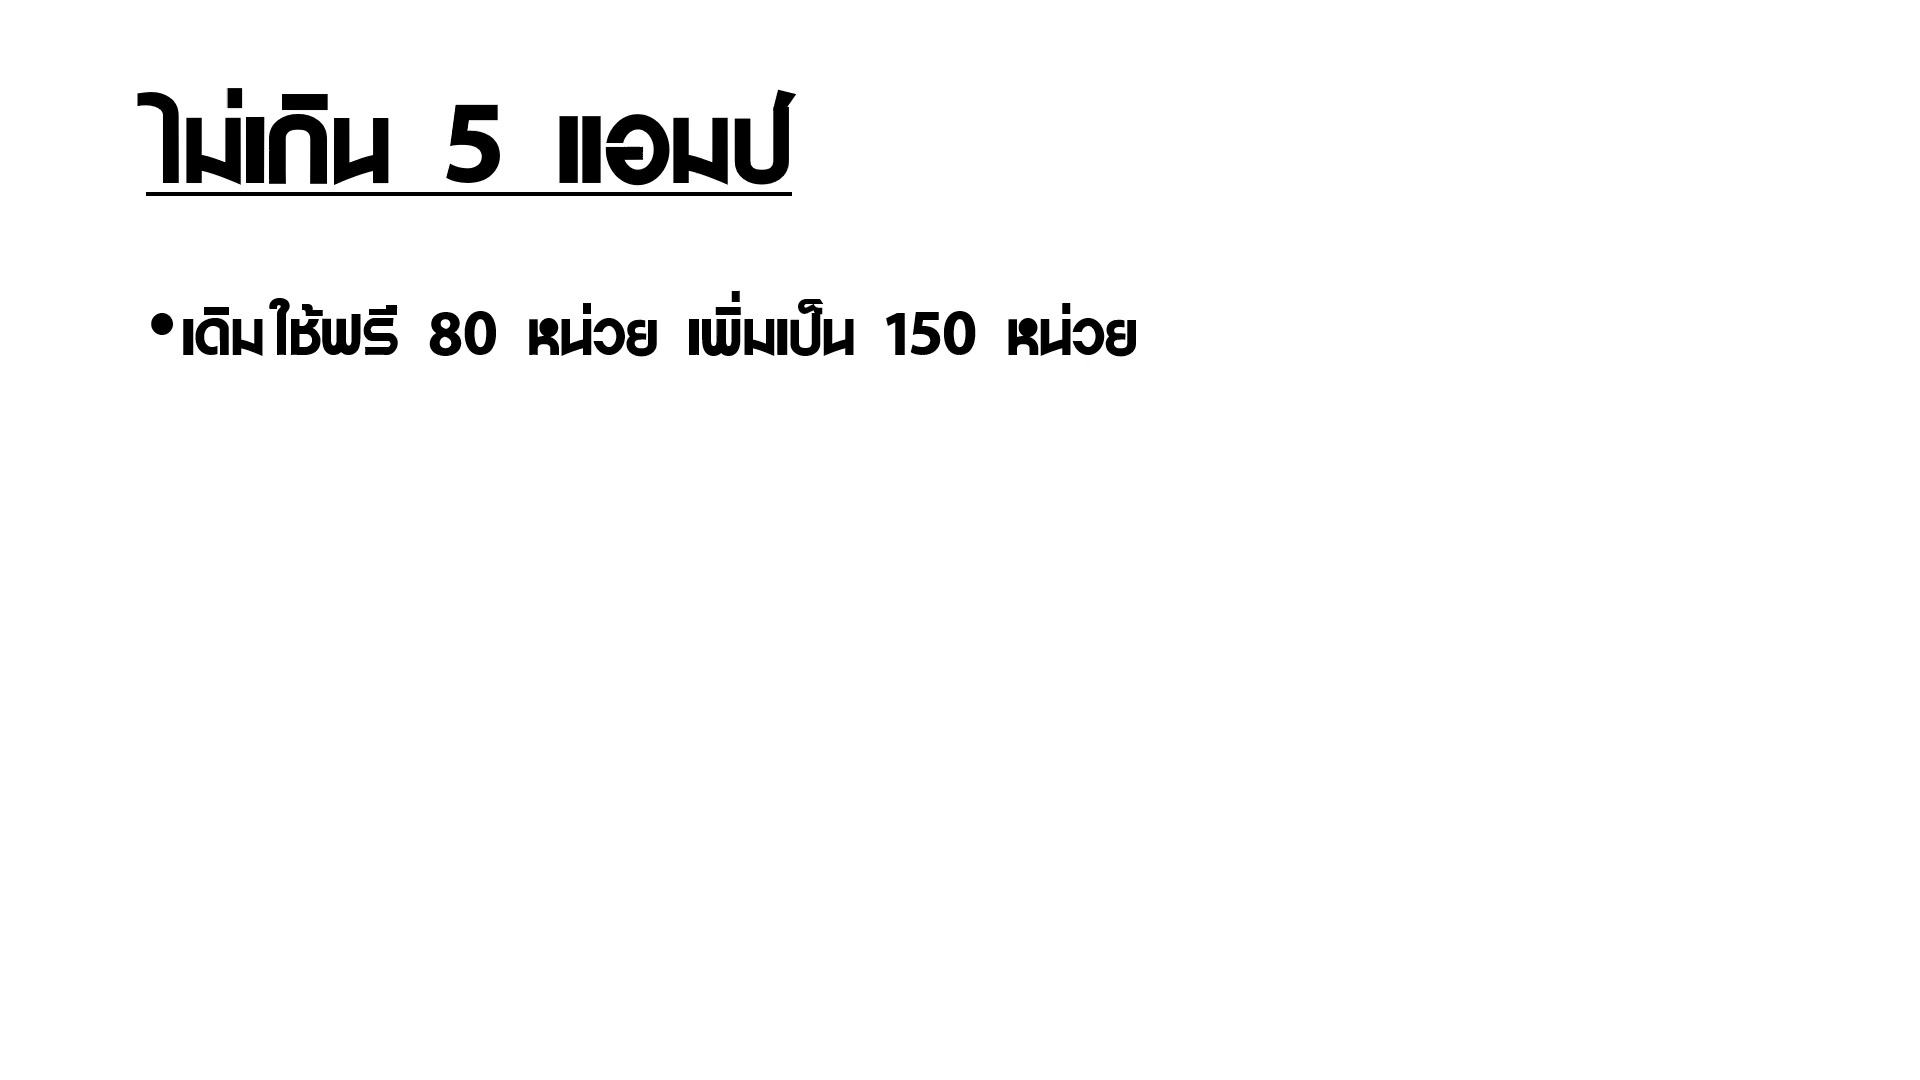 ไม่เกิน 5 แอมป์
•เดิมใช้ฟรี 80 หน่วย เพิ่มเป็น 150 หน่วย